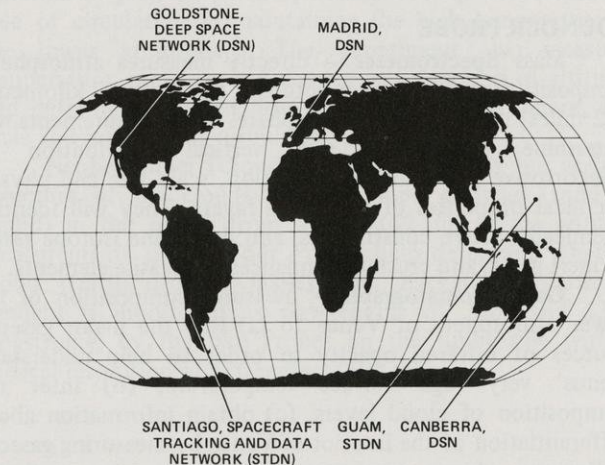 GOLDSTONE,
DEEP SPACE
NETWORK (DSN)
MADRID,
DSN
SANTIAGO, SPACECRAFT
TRACKING AND DATA
NETWORK (STDN)
GUAM,
STDN
CANBERRA,
DSN